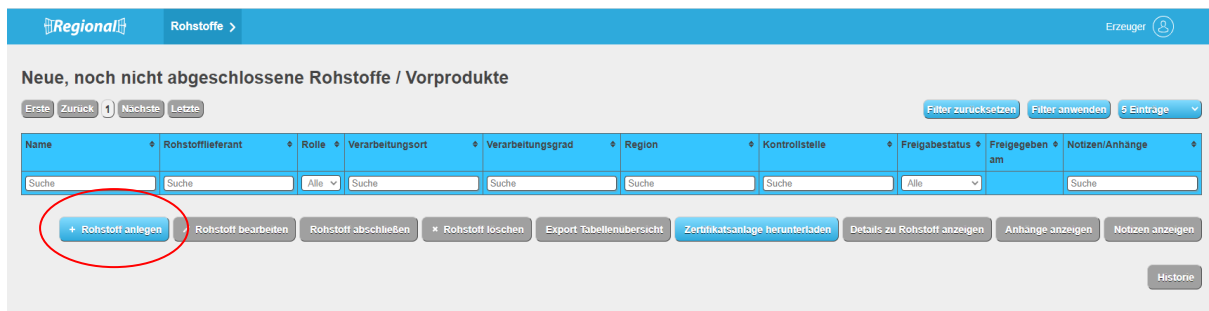 Regional Rohstoffe > Erzeuger
Neue, noch nicht abgeschlossene Rohstoffe / Vorprodukte
Erste Zurück 1 Nächste Letzte Filter zurücksetzen Filter anwenden 5 Einträge
Name Rohstofflieferant Rolle Verarbeitungsort Verarbeitungsgrad Region Kontrollstelle Freigabestatus Freigegeben Notizen/Anhänge
am
Suche Suche Alle Suche Suche Suche Suche Alle Suche
+ Rohstoff anlegen Rohstoff bearbeiten Rohstoff abschließen × Rohstoff löschen Export Tabellenübersicht Zertifikatsanlage herunterladen Details zu Rohstoff anzeigen Anhänge anzeigen Notizen anzeigen
Historie